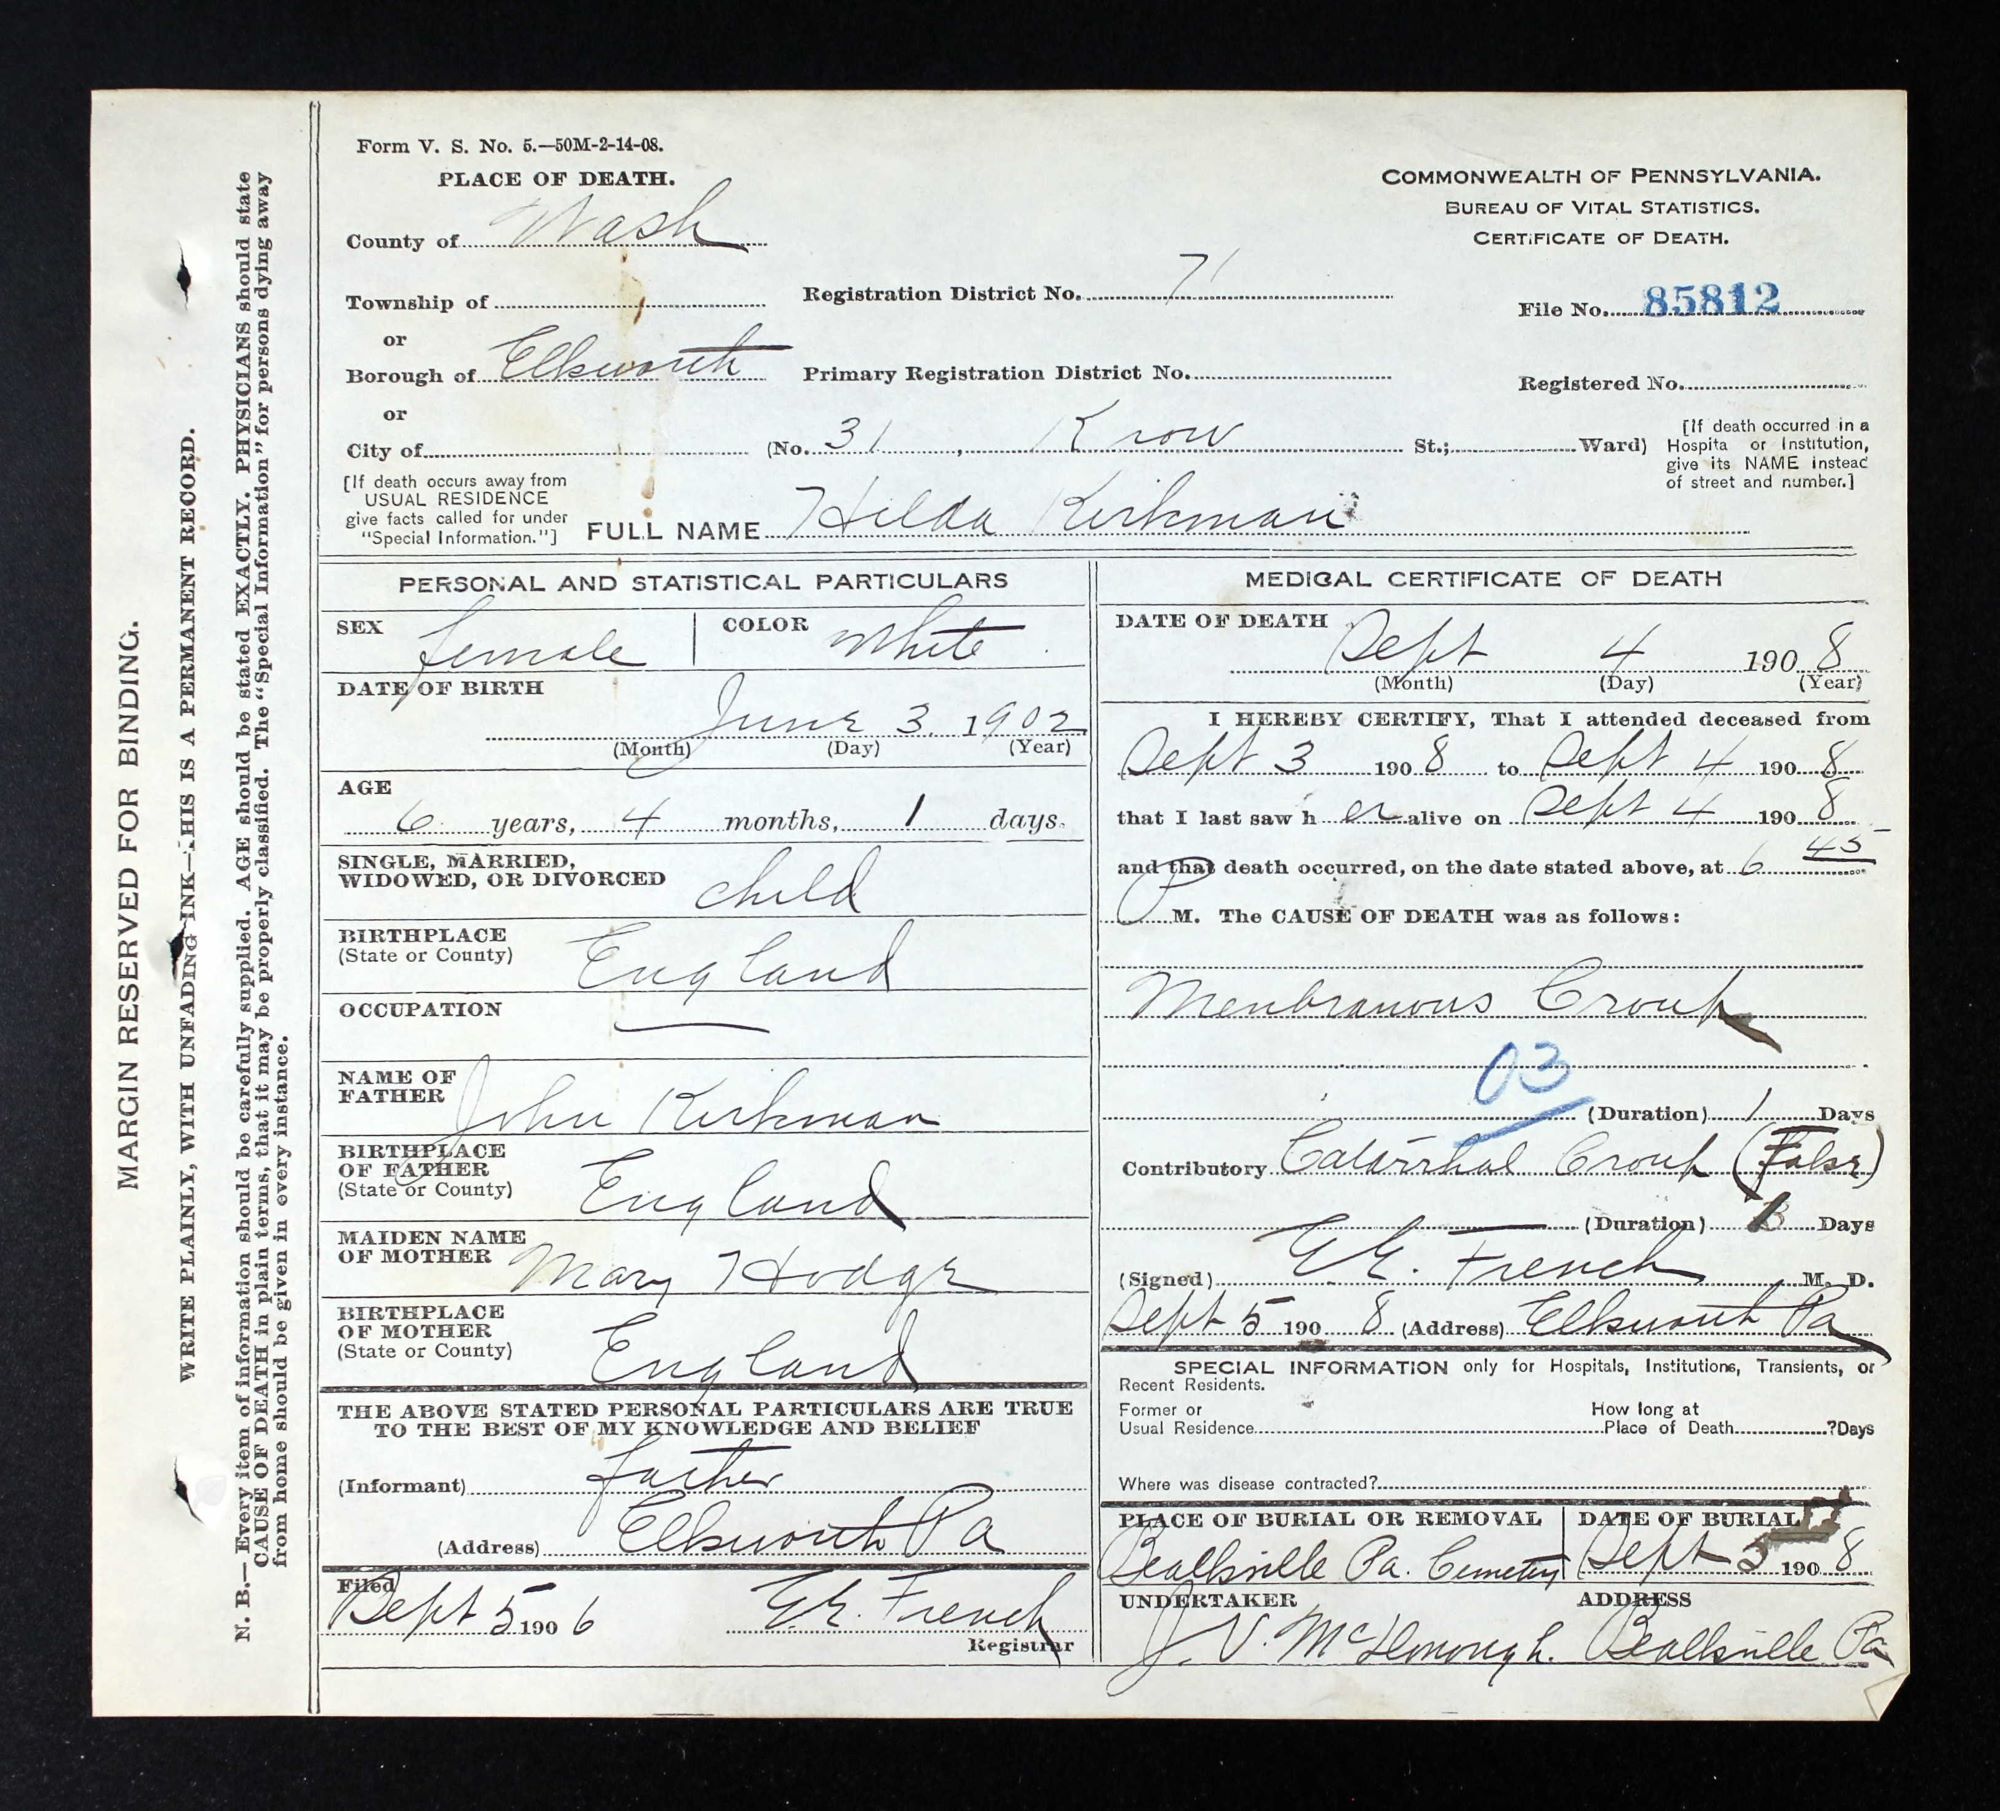 Form V. S. No. 5.—50M-2-14-08.
PLACE OF DEATH.
County of Wash
Township of
or
Borough of Ellsworth
or
City of
[If death occurs away from
USUAL RESIDENCE
give facts called for under
"Special Information."]
COMMONWEALTH OF PENNSYLVANIA.
BUREAU OF VITAL STATISTICS.
CERTIFICATE OF DEATH.
Registration District No. 7
File No. 85812
Primary Registration District No.
Registered No.
(No. 31, K row St.; Ward)
[If death occurred in a
Hospita or Institution,
give its NAME instead
of street and number.]
FULL NAME Hilda Kirkman
PERSONAL AND STATISTICAL PARTICULARS
SEX female
COLOR White
DATE OF BIRTH
June 3. 1902
(Month) (Day) (Year)
AGE
6 years, 4 months, 1 days.
SINGLE, MARRIED,
WIDOWED, OR DIVORCED child
BIRTHPLACE
(State or County) England
OCCUPATION
NAME OF
FATHER John Kirkman
BIRTHPLACE
OF FATHER
(State or County) England
MAIDEN NAME
OF MOTHER Mary Hodge
BIRTHPLACE
OF MOTHER
(State or County) England
THE ABOVE STATED PERSONAL PARTICULARS ARE TRUE
TO THE BEST OF MY KNOWLEDGE AND BELIEF
(Informant) father
(Address) Ellsworth Pa
Filed
Sept 5 1906 E.E. French
Registrar
MEDICAL CERTIFICATE OF DEATH
DATE OF DEATH
Sept 4 1908
(Month) (Day) (Year)
I HEREBY CERTIFY, That I attended deceased from
Sept 3 1908 to Sept 4 1908
that I last saw h er alive on Sept 4 1908
and that death occurred, on the date stated above, at 6 45
P M. The CAUSE OF DEATH was as follows:
Menbranous Croup
03
(Duration) 1 Days
Contributory Catarrhal Croup (False)
(Duration) Days
(Signed) E.E. French M. D.
Sept 5 1908 (Address) Ellsworth Pa
SPECIAL INFORMATION only for Hospitals, Institutions, Transients, or
Recent Residents.
Former or
Usual Residence
How long at
Place of Death ?Days
Where was disease contracted?
PLACE OF BURIAL OR REMOVAL
Beallsville Pa. Cemetery
DATE OF BURIAL
Sept 5 1908
UNDERTAKER
J. V. McDonough.
ADDRESS
Beallsville Pa
MARGIN RESERVED FOR BINDING.
WRITE PLAINLY, WITH UNFADING INK—THIS IS A PERMANENT RECORD.
N. B.—Every item of information should be carefully supplied. AGE should be stated EXACTLY. PHYSICIANS should state
CAUSE OF DEATH in plain terms, that it may be properly classified. The "Special Information" for persons dying away
from home should be given in every instance.